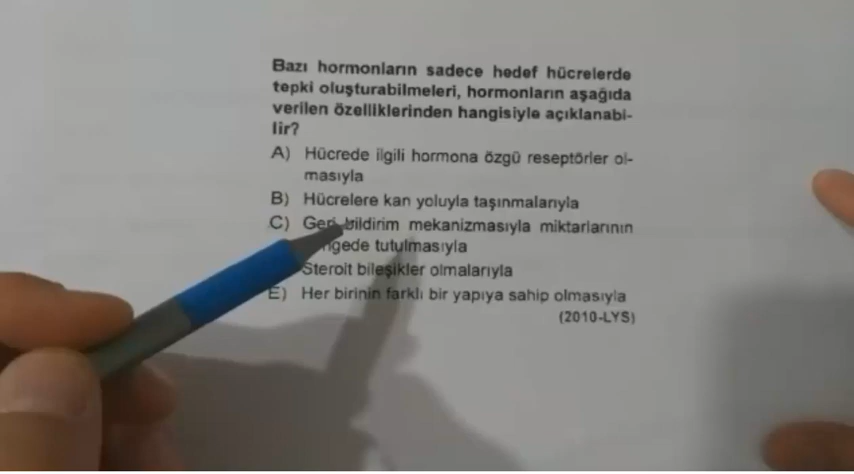 Bazı hormonların sadece hedef hücrelerde
tepki oluşturabilmeleri, hormonların aşağıda
verilen özelliklerinden hangisiyle açıklanabi-
lir?
A) Hücrede ilgili hormona özgü reseptörler ol-
masıyla
B) Hücrelere kan yoluyla taşınmalarıyla
C) Geri bildirim mekanizmasıyla miktarlarının
tutulmasıyla
Steroit bileşikler olmalarıyla
E) Her birinin farklı bir yapıya sahip olmasıyla
(2010-LYS)